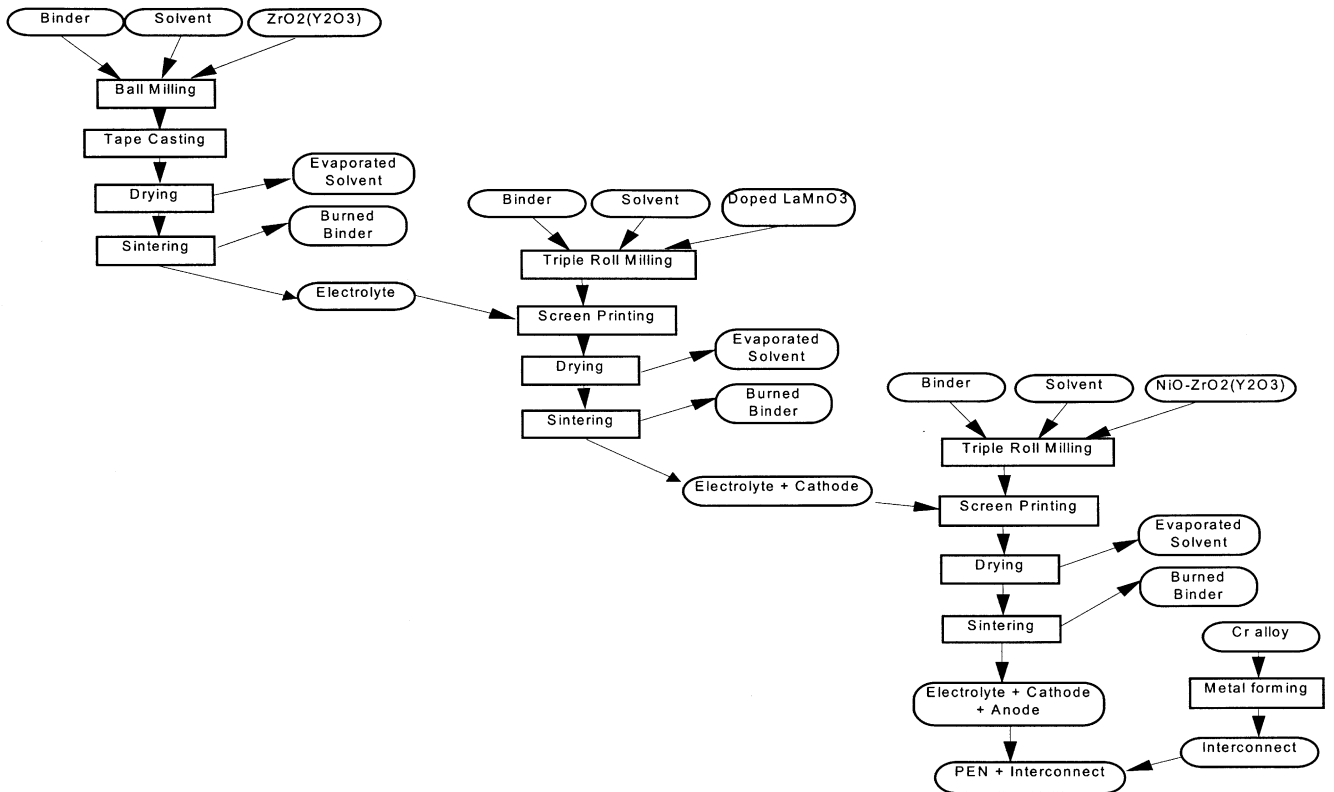 Binder
Solvent
ZrO2(Y2O3)
Ball Milling
Tape Casting
Drying
Evaporated
Solvent
Sintering
Burned
Binder
Electrolyte
Binder
Solvent
Doped LaMnO3
Triple Roll Milling
Screen Printing
Drying
Evaporated
Solvent
Sintering
Burned
Binder
Electrolyte + Cathode
Binder
Solvent
NiO-ZrO2(Y2O3)
Triple Roll Milling
Screen Printing
Drying
Evaporated
Solvent
Sintering
Burned
Binder
Electrolyte + Cathode
+ Anode
Cr alloy
Metal forming
Interconnect
PEN + Interconnect